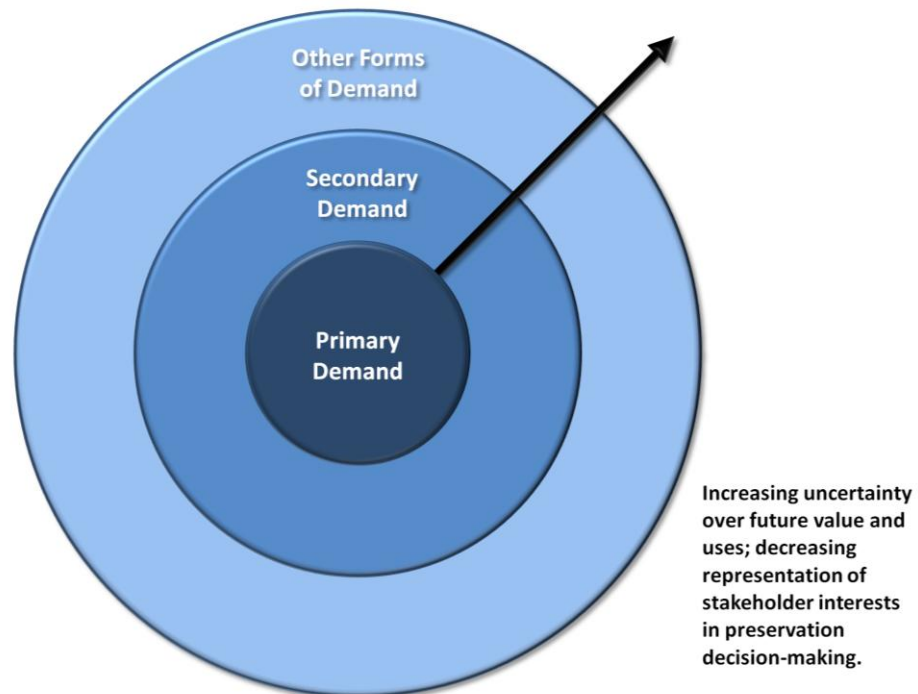 Other Forms
of Demand
Secondary
Demand
Primary
Demand
Increasing uncertainty
over future value and
uses; decreasing
representation of
stakeholder interests
in preservation
decision-making.